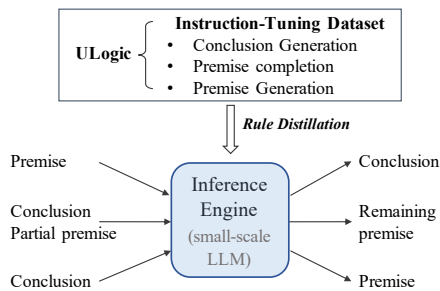 Instruction-Tuning Dataset
ULogic
• Conclusion Generation
• Premise completion
• Premise Generation
Rule Distillation
Premise
Conclusion
Partial premise
Conclusion
Inference
Engine
(small-scale
LLM)
Conclusion
Remaining
premise
Premise